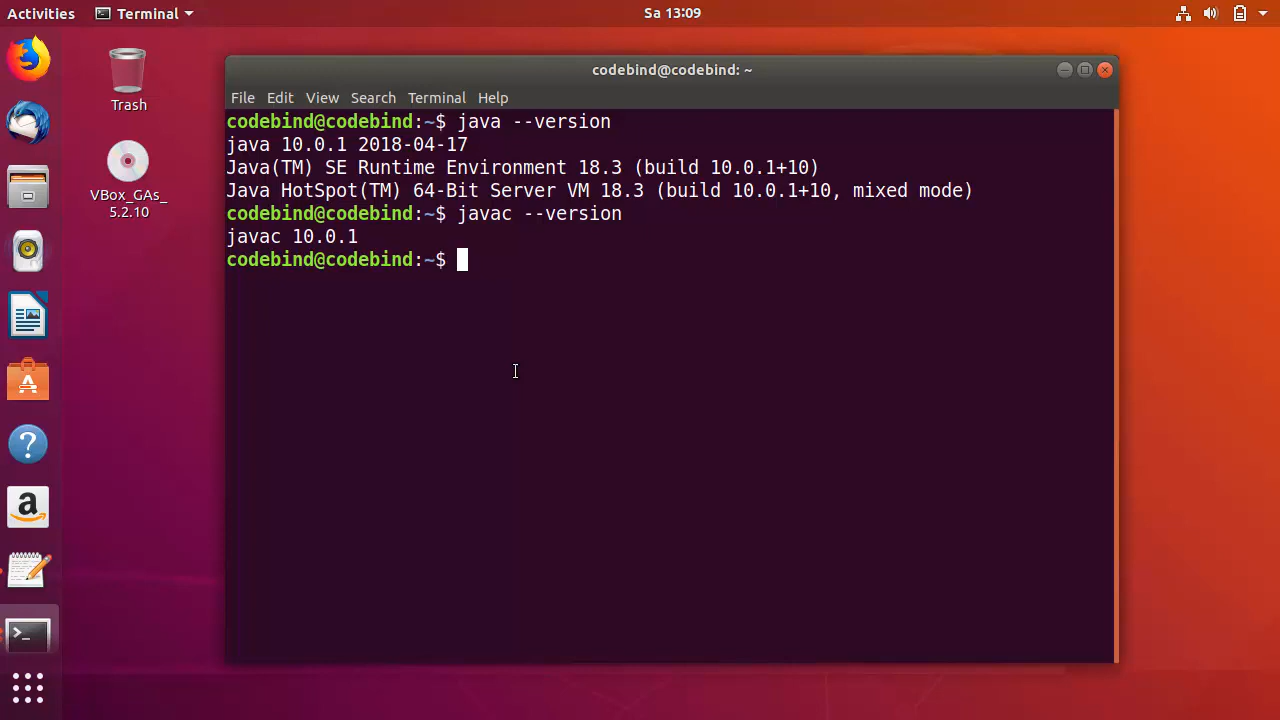 Activities Terminal Sa 13:09
codebind@codebind: ~
File Edit View Search Terminal Help
codebind@codebind:~$ java --version
java 10.0.1 2018-04-17
Java(TM) SE Runtime Environment 18.3 (build 10.0.1+10)
Java HotSpot(TM) 64-Bit Server VM 18.3 (build 10.0.1+10, mixed mode)
codebind@codebind:~$ javac --version
javac 10.0.1
codebind@codebind:~$
Trash
VBox_GAs_
5.2.10